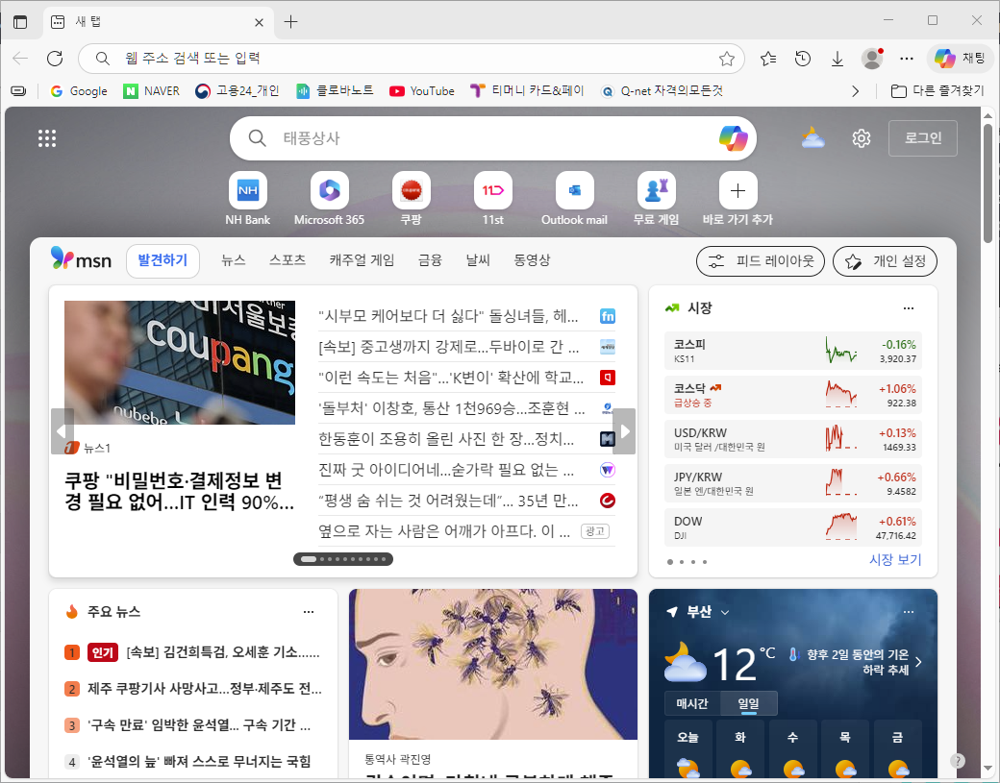 새 탭
웹 주소 검색 또는 입력
채팅
Google
NAVER
고용24_개인
클로바노트
YouTube
티머니 카드&페이
Q-net 자격의모든것
다른 즐겨찾기
태풍상사
로그인
NH
11D
NH Bank
Microsoft 365
쿠팡
11st
Outlook mail
무료 게임
바로 가기 추가
msn
발견하기
뉴스
스포츠
캐주얼 게임
금융
날씨
동영상
피드 레이아웃
개인 설정
서울보증
coupang
nubebe
뉴스1
쿠팡 "비밀번호·결제정보 변
경 필요 없어...IT 인력 90%...
"시부모 케어보다 더 싫다" 돌싱녀들, 헤...
fn
[속보] 중고생까지 강제로...두바이로 간 ...
"이런 속도는 처음"...'K변이' 확산에 학교...
'돌부처' 이창호, 통산 1천969승...조훈현 ...
한동훈이 조용히 올린 사진 한 장...정치...
진짜 굿 아이디어네...숟가락 필요 없는 ...
“평생 숨 쉬는 것 어려웠는데”... 35년 만...
옆으로 자는 사람은 어깨가 아프다. 이 ...
광고
시장
코스피
KS11
-0.16%
3,920.37
코스닥
급상승 중
+1.06%
922.38
USD/KRW
미국 달러 /대한민국 원
+0.13%
1469.33
JPY/KRW
일본 엔/대한민국 원
+0.66%
9.4582
DOW
DJI
+0.61%
47,716.42
시장 보기
주요 뉴스
1 인기 [속보] 김건희특검, 오세훈 기소......
2 제주 쿠팡기사 사망사고...정부·제주도 전...
3 '구속 만료' 임박한 윤석열... 구속 기간 ...
4 '윤석열의 늪' 빠져 스스로 무너지는 국힘
통역사 곽진영
부산
12 °C
향후 2일 동안의 기온
하락 추세
매시간
일일
오늘
화
수
목
금